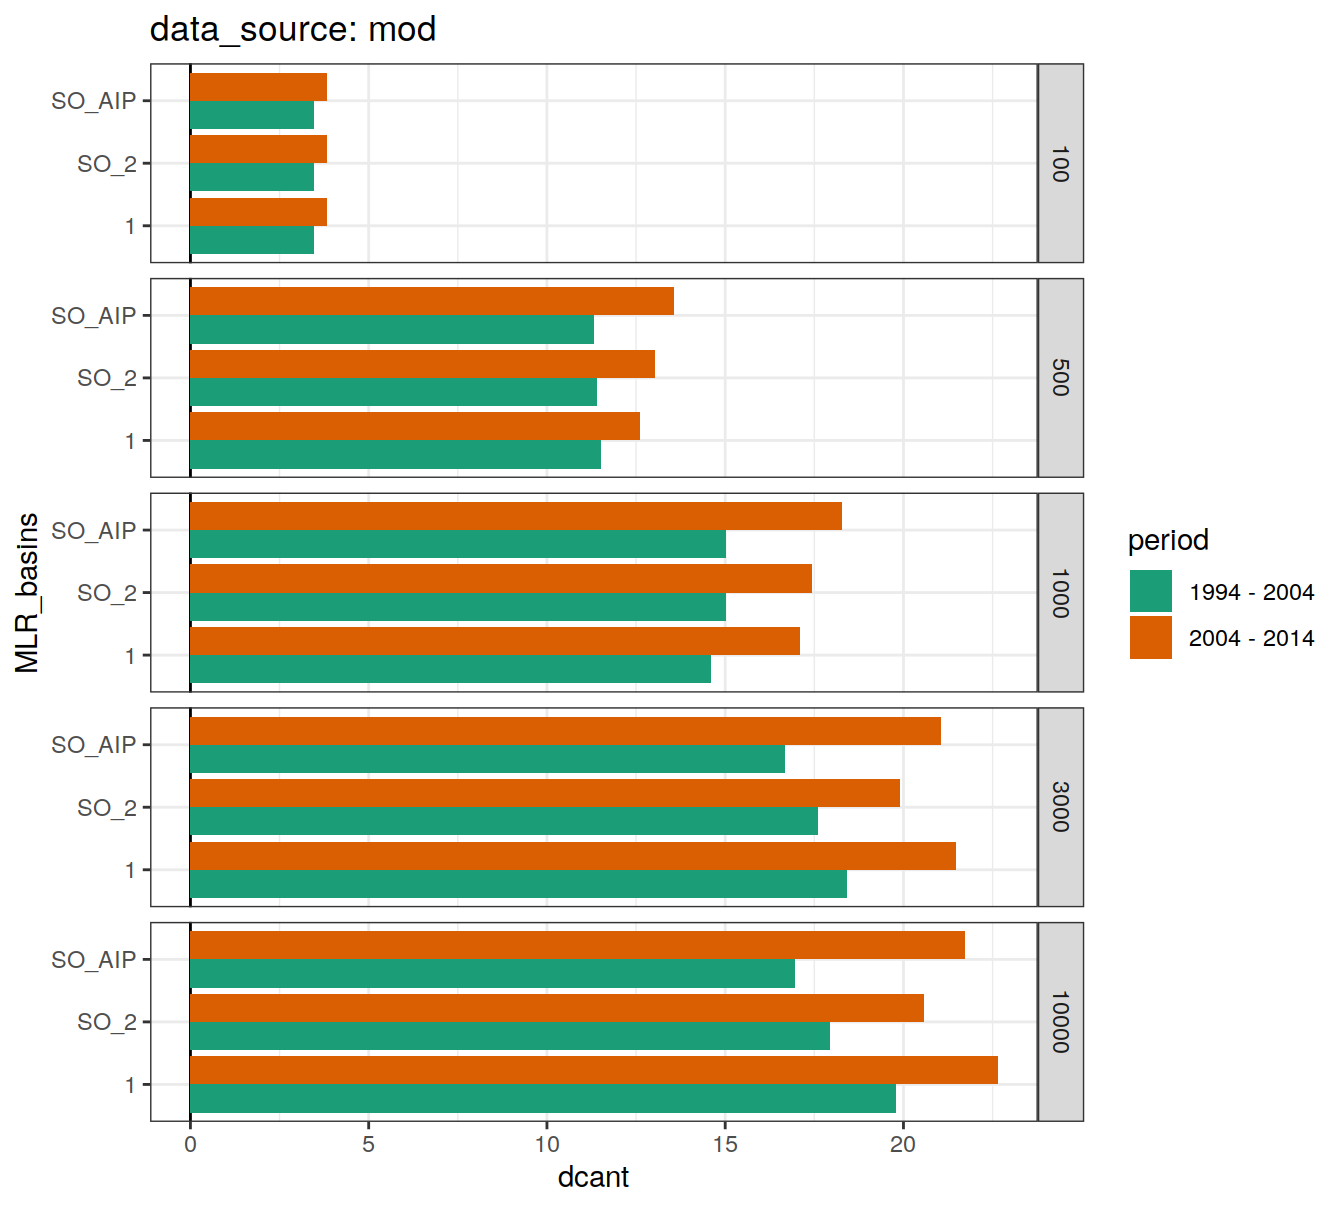 data_source: mod
SO_AIP
SO_2
1
100
SO_AIP
SO_2
1
500
SO_AIP
SO_2
1
1000
SO_AIP
SO_2
1
3000
SO_AIP
SO_2
1
10000
0 5 10 15 20
dcant
MLR_basins
period
1994 - 2004
2004 - 2014